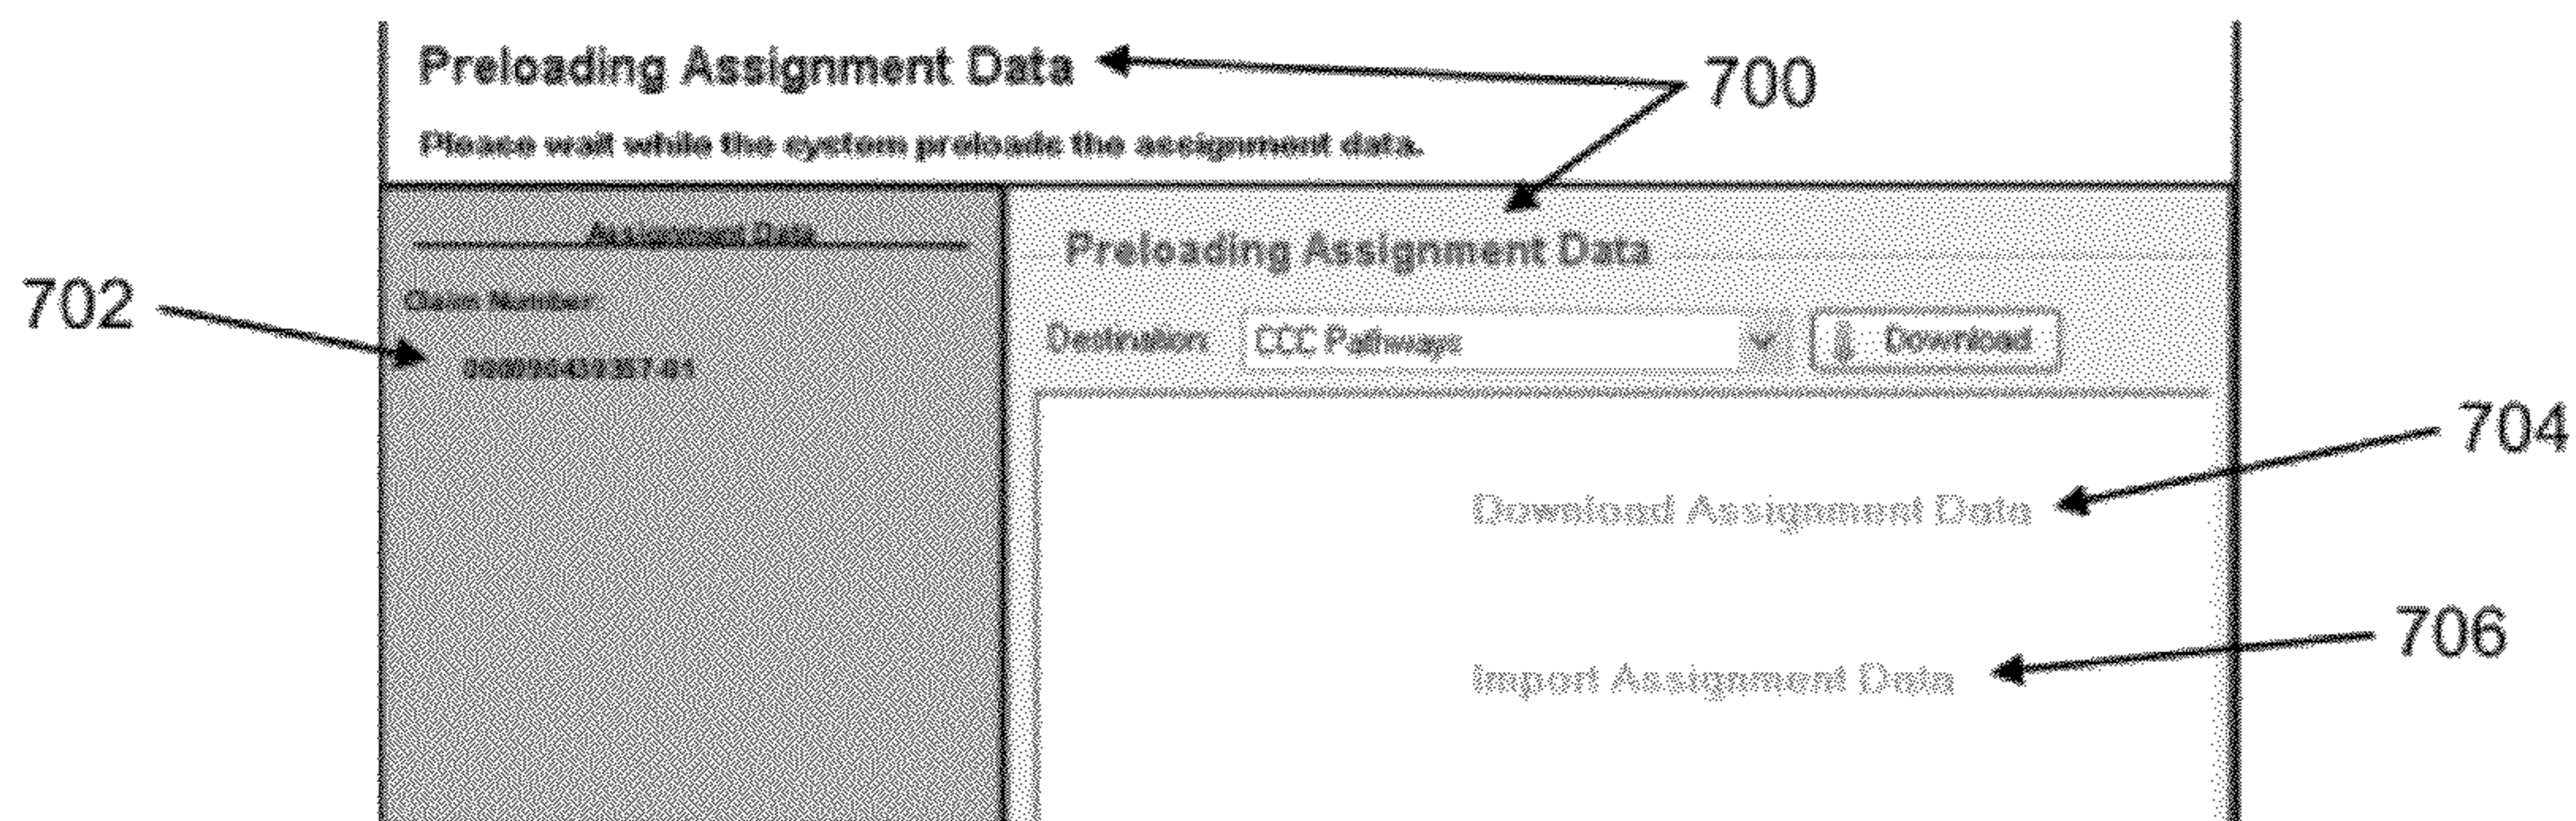 Preloading Assignment Data
700
Please wait while the system preloads the assignment data.
Assignment Data
Preloading Assignment Data
702
Claim Number
Destination CCC Pathways Download
704
Download Assignment Data
706
Import Assignment Data